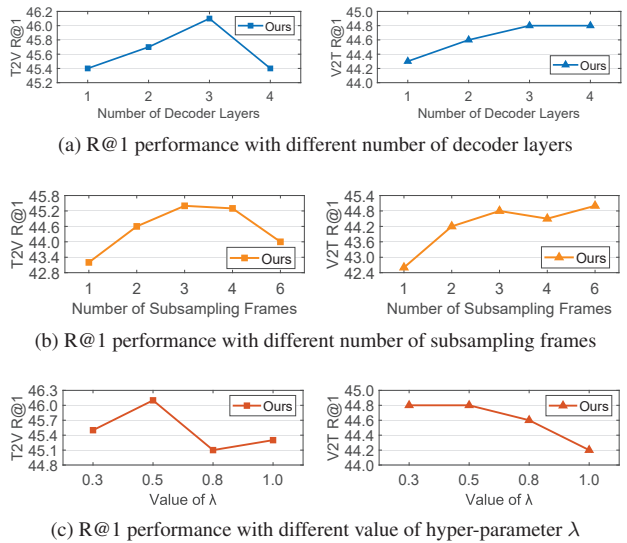 46.2
46.0
45.8
45.6
45.4
45.2
T2V R@1
Ours
1 2 3 4
Number of Decoder Layers
45.0
44.8
44.6
44.4
44.2
44.0
V2T R@1
Ours
1 2 3 4
Number of Decoder Layers
(a) R@1 performance with different number of decoder layers
45.8
45.2
44.6
44.0
43.4
42.8
T2V R@1
Ours
1 2 3 4 6
Number of Subsampling Frames
45.4
44.8
44.2
43.6
43.0
42.4
V2T R@1
Ours
1 2 3 4 6
Number of Subsampling Frames
(b) R@1 performance with different number of subsampling frames
46.3
46.0
45.7
45.4
45.1
44.8
T2V R@1
Ours
0.3 0.5 0.8 1.0
Value of λ
45.0
44.8
44.6
44.4
44.2
44.0
V2T R@1
Ours
0.3 0.5 0.8 1.0
Value of λ
(c) R@1 performance with different value of hyper-parameter λ